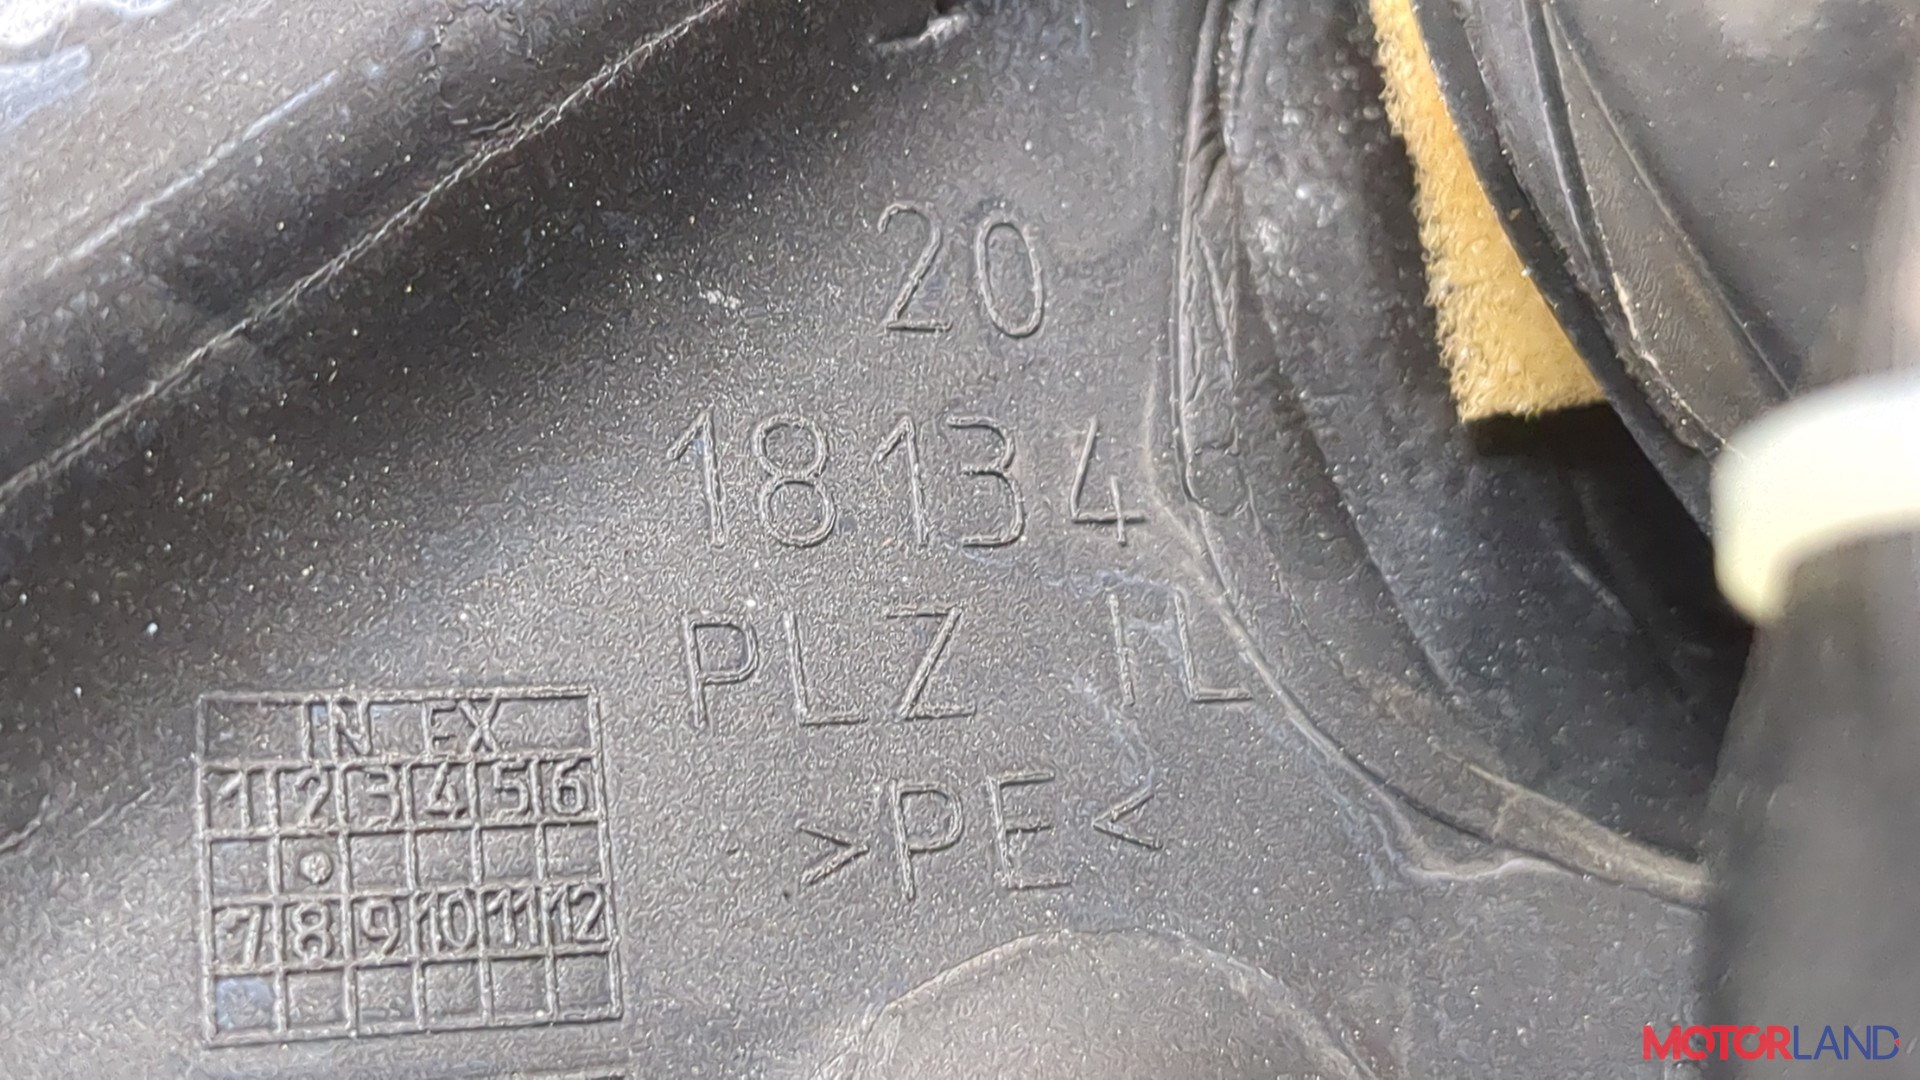 20
18134
PLZ IL
>PE<
IN EX
1 2 3 4 5 6
7 8 9 10 11 12
MOTORLAND